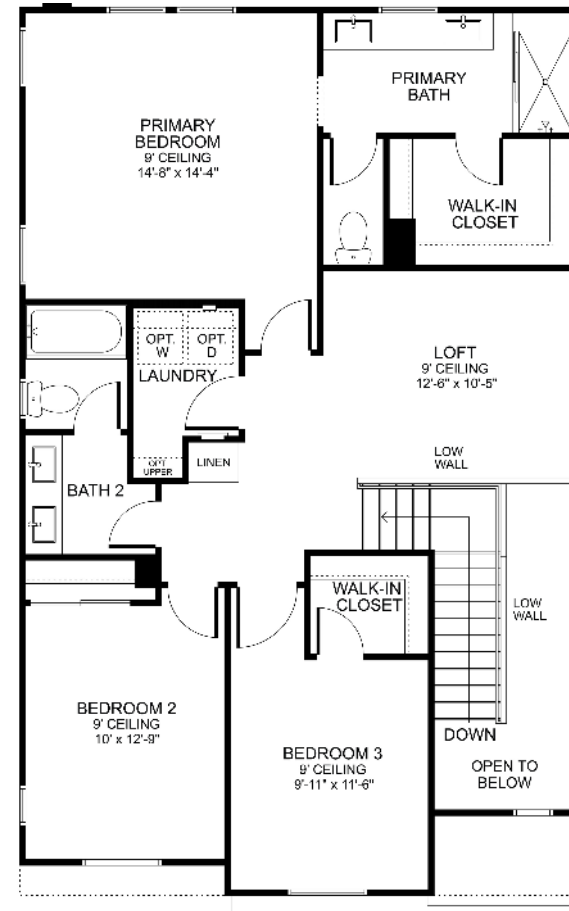 PRIMARY
BATH
PRIMARY
BEDROOM
9' CEILING
14'-8" x 14'-4"
WALK-IN
CLOSET
OPT.
W
OPT.
D
LAUNDRY
LOFT
9' CEILING
12'-6" x 10'-5"
LOW
WALL
OPT
UPPER
LINEN
BATH 2
WALK-IN
CLOSET
LOW
WALL
BEDROOM 2
9' CEILING
10' x 12'-9"
DOWN
BEDROOM 3
9' CEILING
9'-11" x 11'-6"
OPEN TO
BELOW